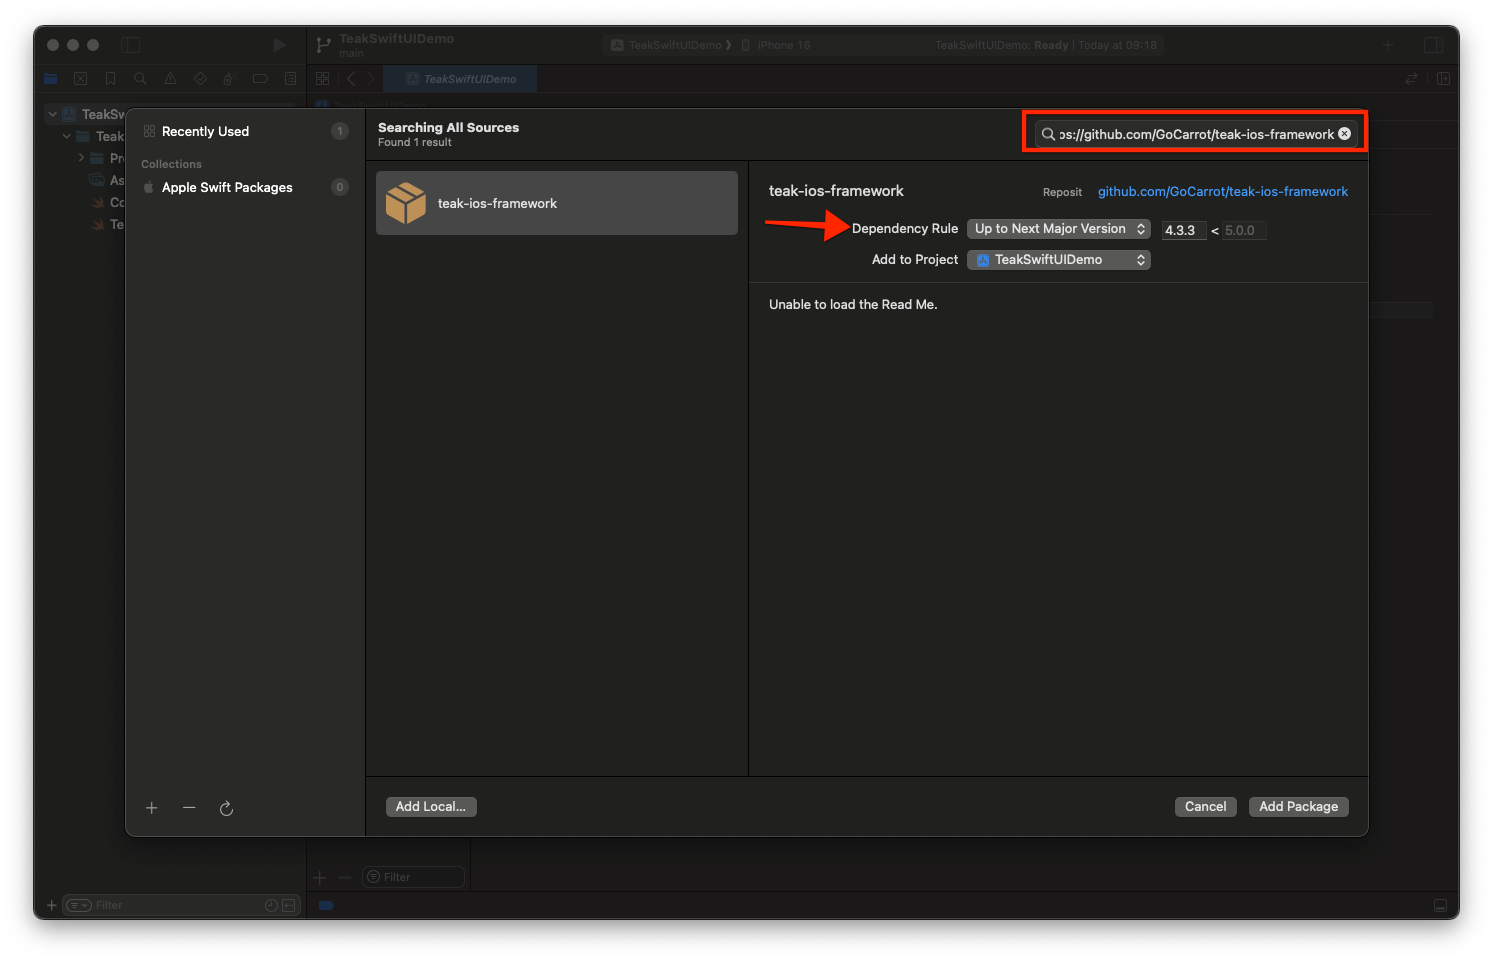 TeakSwiftUIDemo
main
TeakSwiftUIDemo ❯ iPhone 16
TeakSwiftUIDemo: Ready | Today at 09:18
TeakSwiftUIDemo
TeakSw
Teak
Pr
As
Co
Te
Recently Used 1
Collections
Apple Swift Packages 0
Searching All Sources
Found 1 result
os://github.com/GoCarrot/teak-ios-framework
teak-ios-framework
teak-ios-framework
Reposit github.com/GoCarrot/teak-ios-framework
Dependency Rule Up to Next Major Version 4.3.3 < 5.0.0
Add to Project TeakSwiftUIDemo
Unable to load the Read Me.
Add Local...
Cancel
Add Package
Filter
Filter